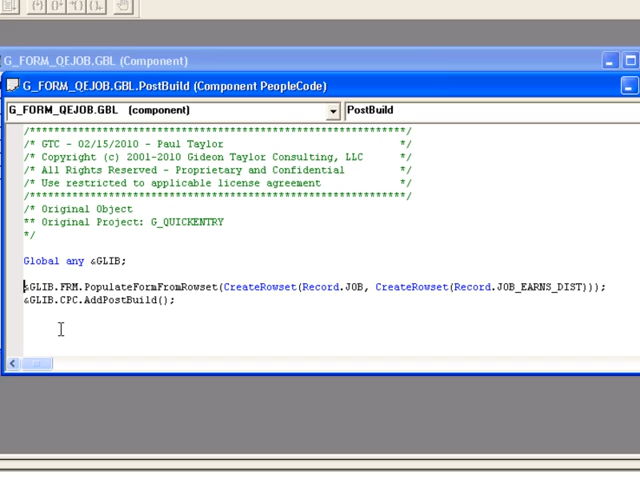 G_FORM_QEJOB.GBL (Component)
G_FORM_QEJOB.GBL.PostBuild (Component PeopleCode)
G_FORM_QEJOB.GBL (component)
PostBuild
/**************************************************************/
/* GTC - 02/15/2010 - Paul Taylor */
/* Copyright (c) 2001-2010 Gideon Taylor Consulting, LLC */
/* All Rights Reserved - Proprietary and Confidential */
/* Use restricted to applicable license agreement */
/**************************************************************/
/* Original Object
** Original Project: G_QUICKENTRY
*/
Global any &GLIB;
&GLIB.FRM.PopulateFormFromRowset(CreateRowset(Record.JOB, CreateRowset(Record.JOB_EARNS_DIST)));
&GLIB.CPC.AddPostBuild();